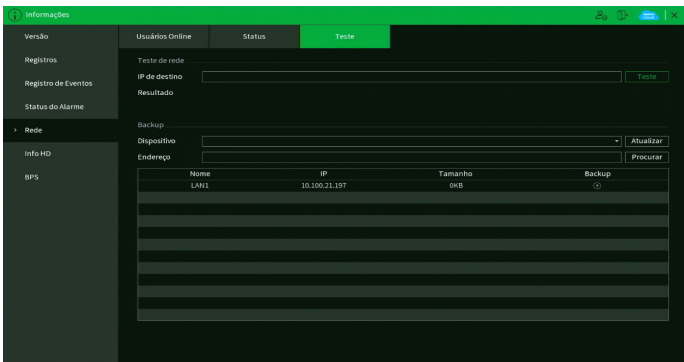 Informações
Versão
Registros
Registro de Eventos
Status do Alarme
Rede
Info HD
BPS
Usuários Online Status Teste
Teste de rede
IP de destino Teste
Resultado
Backup
Dispositivo Atualizar
Endereço Procurar
Nome IP Tamanho Backup
LAN1 10.100.21.197 0KB